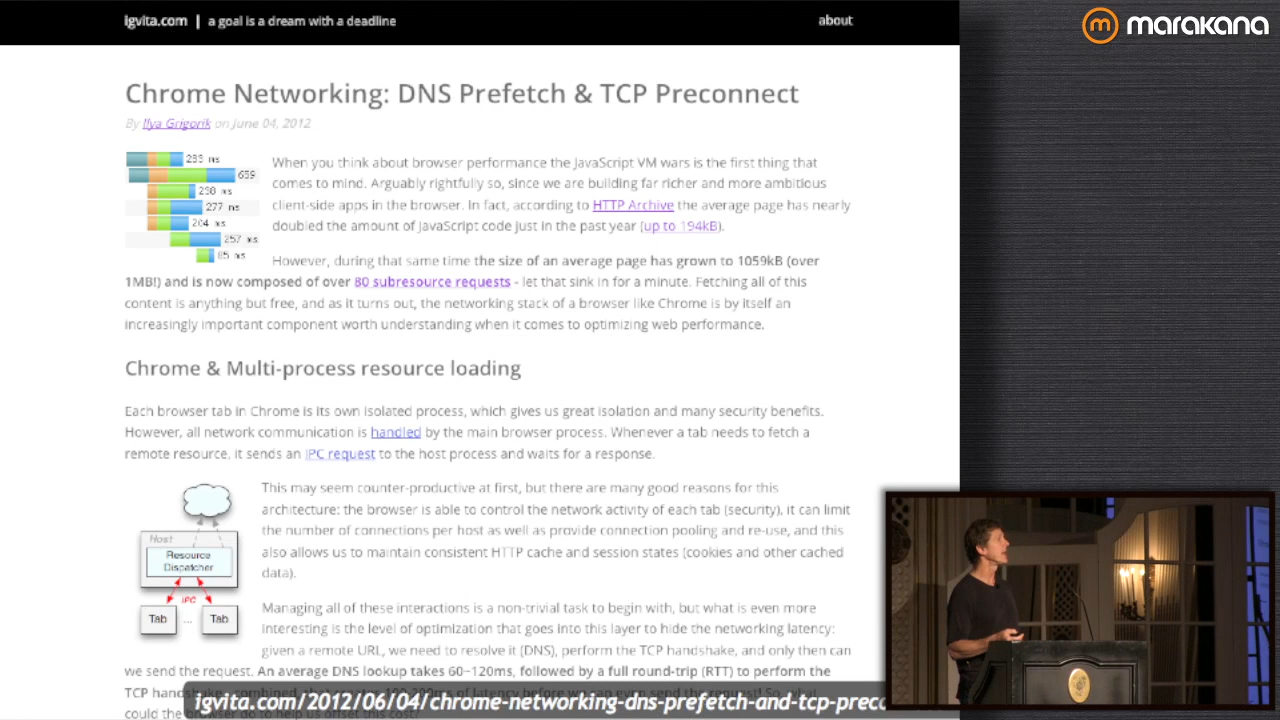 igvita.com | a goal is a dream with a deadline
about
marakana
Chrome Networking: DNS Prefetch & TCP Preconnect
By Ilya Grigorik on June 04, 2012
283 ms
659
238 ms
277 ms
204 ms
257 ms
85 ms
When you think about browser performance the JavaScript VM wars is the first thing that
comes to mind. Arguably rightfully so, since we are building far richer and more ambitious
client-side apps in the browser. In fact, according to HTTP Archive the average page has nearly
doubled the amount of JavaScript code just in the past year (up to 194kB).
However, during that same time the size of an average page has grown to 1059kB (over
1MB!) and is now composed of over 80 subresource requests - let that sink in for a minute. Fetching all of this
content is anything but free, and as it turns out, the networking stack of a browser like Chrome is by itself an
increasingly important component worth understanding when it comes to optimizing web performance.
Chrome & Multi-process resource loading
Each browser tab in Chrome is its own isolated process, which gives us great isolation and many security benefits.
However, all network communication is handled by the main browser process. Whenever a tab needs to fetch a
remote resource, it sends an IPC request to the host process and waits for a response.
Host
Resource
Dispatcher
IPC
Tab ... Tab
This may seem counter-productive at first, but there are many good reasons for this
architecture: the browser is able to control the network activity of each tab (security), it can limit
the number of connections per host as well as provide connection pooling and re-use, and this
also allows us to maintain consistent HTTP cache and session states (cookies and other cached
data).
Managing all of these interactions is a non-trivial task to begin with, but what is even more
interesting is the level of optimization that goes into this layer to hide the networking latency:
given a remote URL, we need to resolve it (DNS), perform the TCP handshake, and only then can
we send the request. An average DNS lookup takes 60~120ms, followed by a full round-trip (RTT) to perform the
TCP
could the
igvita.com/2012/06/04/chrome-networking-dns-prefetch-and-tcp-preco